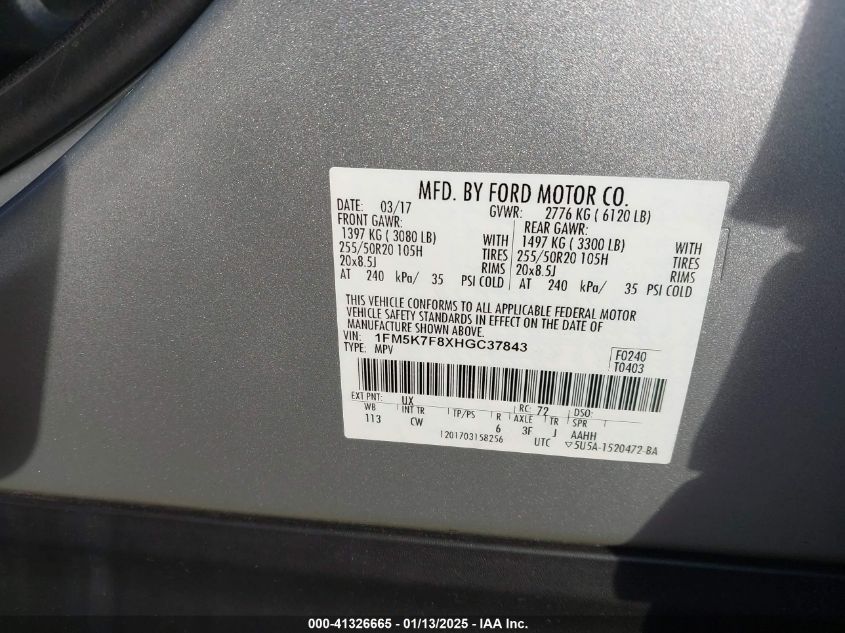 MFD. BY FORD MOTOR CO.
DATE: 03/17 GVWR: 2776 KG ( 6120 LB)
FRONT GAWR: REAR GAWR:
1397 KG ( 3080 LB) WITH 1497 KG ( 3300 LB) WITH
255/50R20 105H TIRES 255/50R20 105H TIRES
20x8.5J RIMS 20x8.5J RIMS
AT 240 kPa/ 35 PSI COLD AT 240 kPa/ 35 PSI COLD
THIS VEHICLE CONFORMS TO ALL APPLICABLE FEDERAL MOTOR
VEHICLE SAFETY STANDARDS IN EFFECT ON THE DATE OF
MANUFACTURE SHOWN ABOVE.
VIN: 1FM5K7F8XHGC37843
TYPE: MPV
F0240
T0403
EXT PNT: UX RC: 72 DSO:
WB INT TR TP/PS R AXLE TR SPR
113 CW 6 3F J AAHH
1201703158256 UTC ▽5U5A-1520472-BA
000-41326665 - 01/13/2025 - IAA Inc.